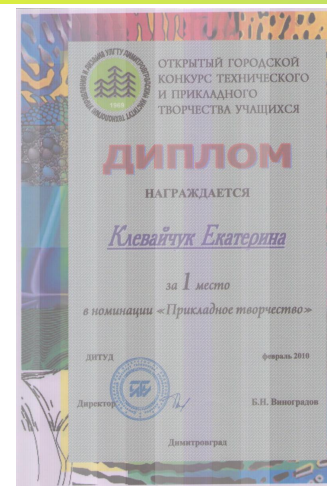 ОТКРЫТЫЙ ГОРОДСКОЙ
КОНКУРС ТЕХНИЧЕСКОГО
И ПРИКЛАДНОГО
ТВОРЧЕСТВА УЧАЩИХСЯ
ДИПЛОМ
НАГРАЖДАЕТСЯ
Клевайчук Екатерина
за 1 место
в номинации «Прикладное творчество»
ДИТУД
февраль 2010
Директор
Б.Н. Виноградов
Димитровград